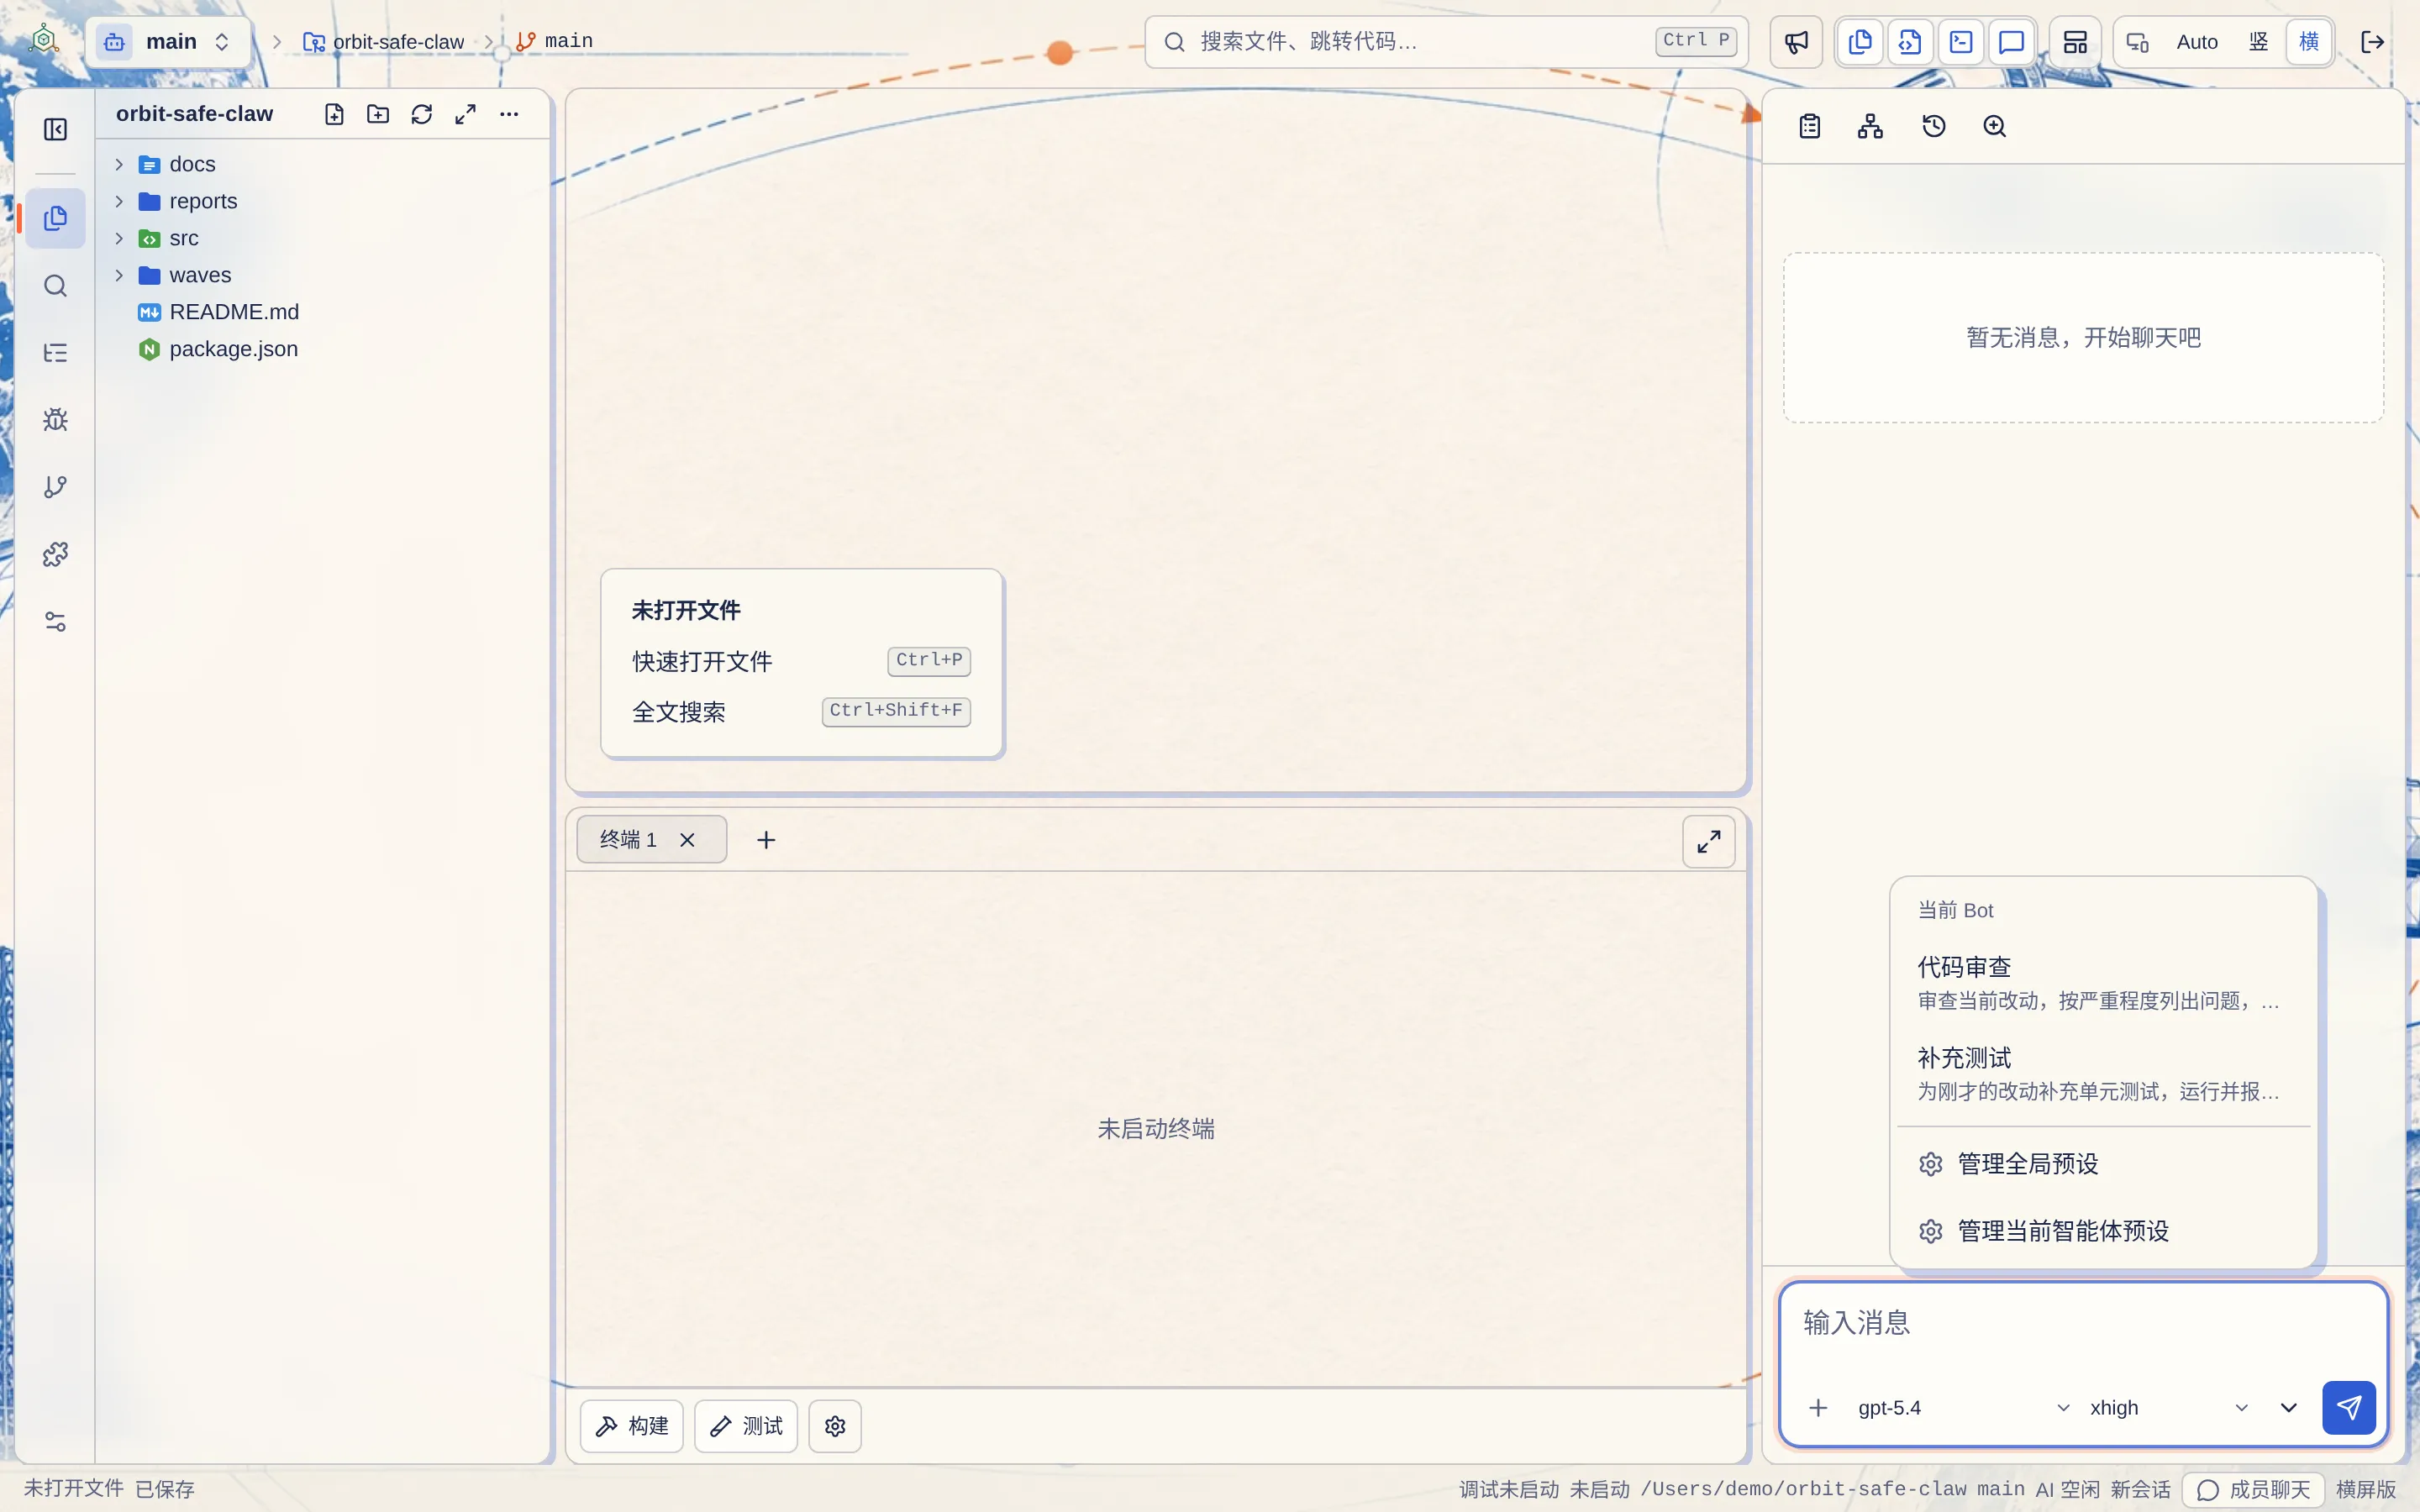 main
orbit-safe-claw
main
搜索文件、跳转代码...
Ctrl P
Auto
竖
横
orbit-safe-claw
docs
reports
src
waves
README.md
package.json
未打开文件
快速打开文件 Ctrl+P
全文搜索 Ctrl+Shift+F
终端 1
未启动终端
构建
测试
暂无消息，开始聊天吧
当前 Bot
代码审查
审查当前改动，按严重程度列出问题，...
补充测试
为刚才的改动补充单元测试，运行并报...
管理全局预设
管理当前智能体预设
输入消息
gpt-5.4
xhigh
未打开文件 已保存
调试未启动 未启动 /Users/demo/orbit-safe-claw main AI 空闲 新会话 成员聊天 横屏版